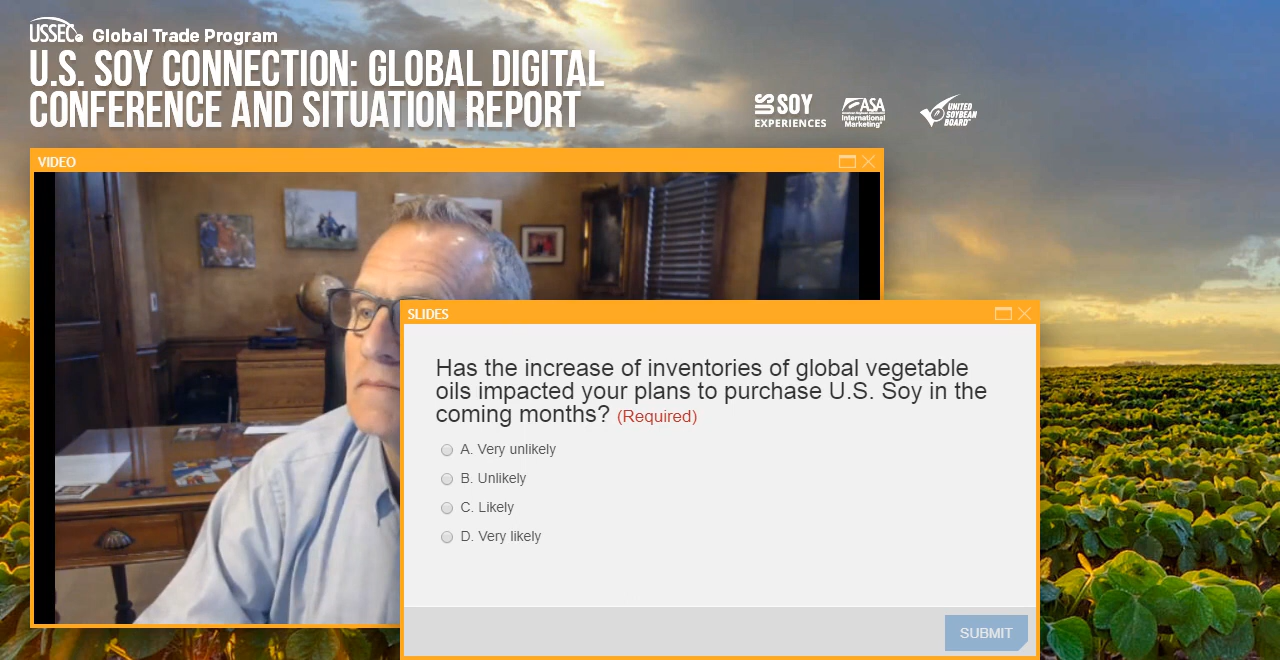 USSEC Global Trade Program
U.S. SOY CONNECTION: GLOBAL DIGITAL
CONFERENCE AND SITUATION REPORT
US SOY
EXPERIENCES
ASA
International
Marketing
UNITED
SOYBEAN
BOARD
VIDEO
SLIDES
Has the increase of inventories of global vegetable
oils impacted your plans to purchase U.S. Soy in the
coming months? (Required)
A. Very unlikely
B. Unlikely
C. Likely
D. Very likely
SUBMIT